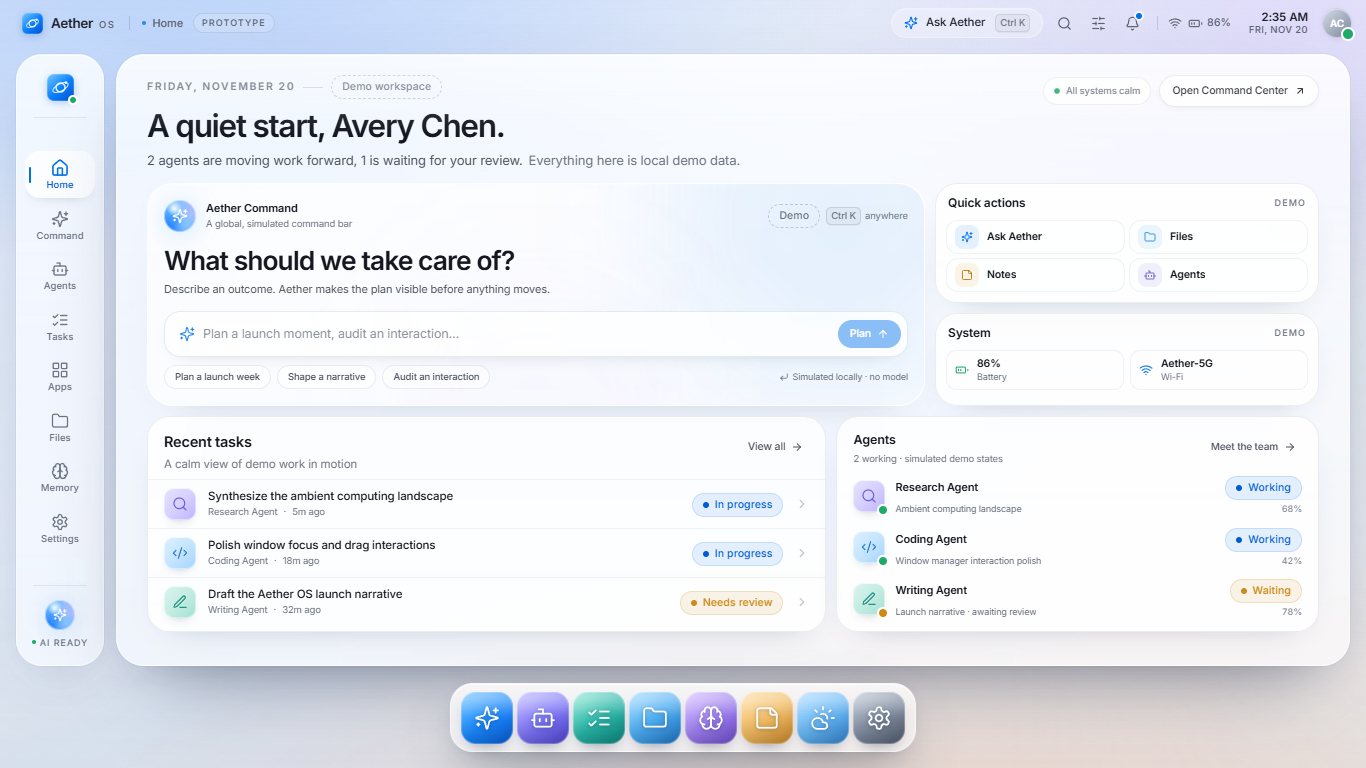 Aether OS
Home
PROTOTYPE
Ask Aether
Ctrl K
86%
2:35 AM
FRI, NOV 20
AC
Home
Command
Agents
Tasks
Apps
Files
Memory
Settings
AI READY
FRIDAY, NOVEMBER 20
Demo workspace
All systems calm
Open Command Center
A quiet start, Avery Chen.
2 agents are moving work forward, 1 is waiting for your review. Everything here is local demo data.
Aether Command
A global, simulated command bar
Demo
Ctrl K
anywhere
What should we take care of?
Describe an outcome. Aether makes the plan visible before anything moves.
Plan a launch moment, audit an interaction...
Plan
Plan a launch week
Shape a narrative
Audit an interaction
Simulated locally · no model
Quick actions
DEMO
Ask Aether
Files
Notes
Agents
System
DEMO
86%
Battery
Aether-5G
Wi-Fi
Recent tasks
View all
A calm view of demo work in motion
Synthesize the ambient computing landscape
Research Agent · 5m ago
In progress
Polish window focus and drag interactions
Coding Agent · 18m ago
In progress
Draft the Aether OS launch narrative
Writing Agent · 32m ago
Needs review
Agents
2 working · simulated demo states
Meet the team
Research Agent
Ambient computing landscape
Working
68%
Coding Agent
Window manager interaction polish
Working
42%
Writing Agent
Launch narrative · awaiting review
Waiting
78%